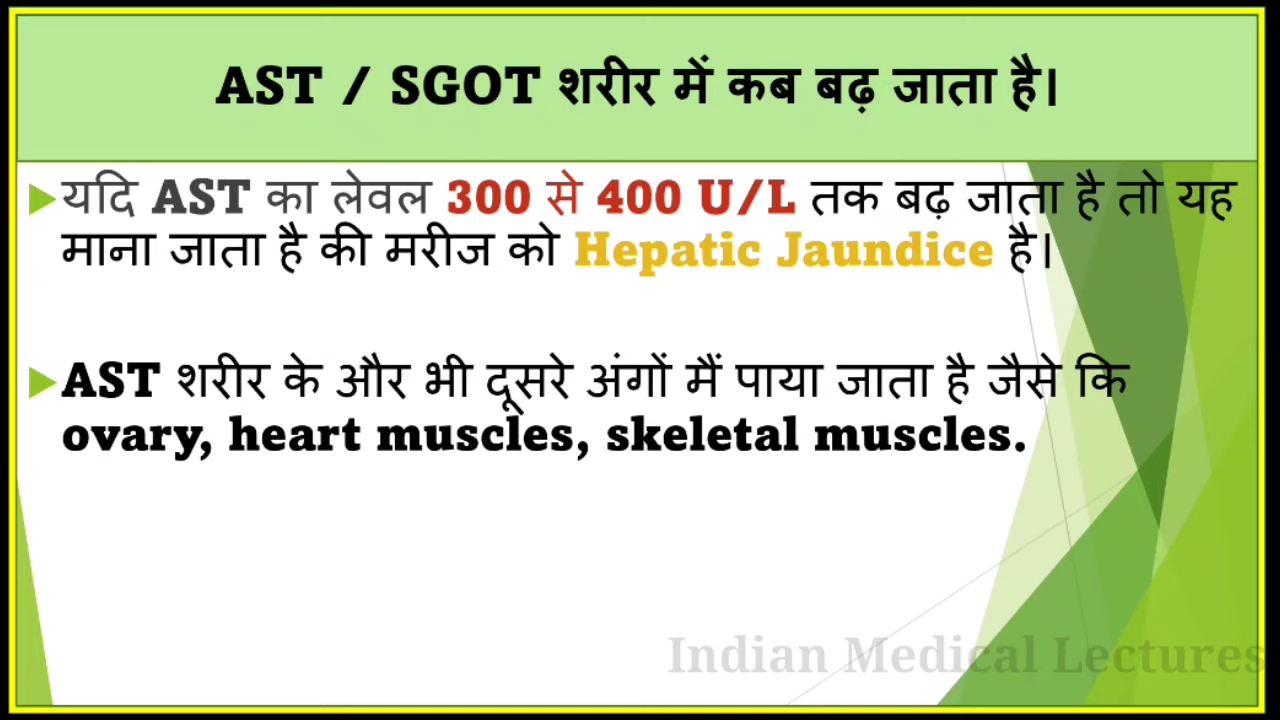 AST / SGOT शरीर में कब बढ़ जाता है।
यदि AST का लेवल 300 से 400 U/L तक बढ़ जाता है तो यह
माना जाता है की मरीज को Hepatic Jaundice है।
AST शरीर के और भी दूसरे अंगों मैं पाया जाता है जैसे कि
ovary, heart muscles, skeletal muscles.
Indian Medical Lectures